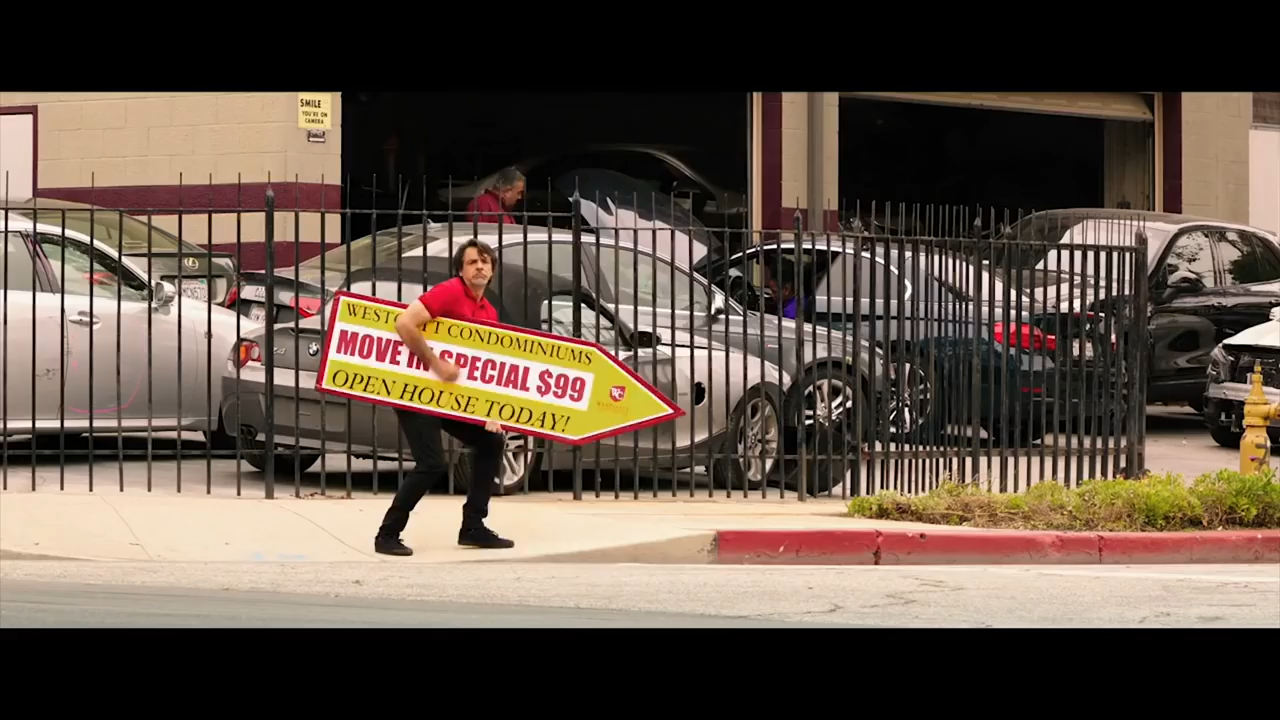 SMILE
YOU'RE ON
CAMERA
CONDOMINIUMS
MOVE IN SPECIAL $99
OPEN HOUSE TODAY!